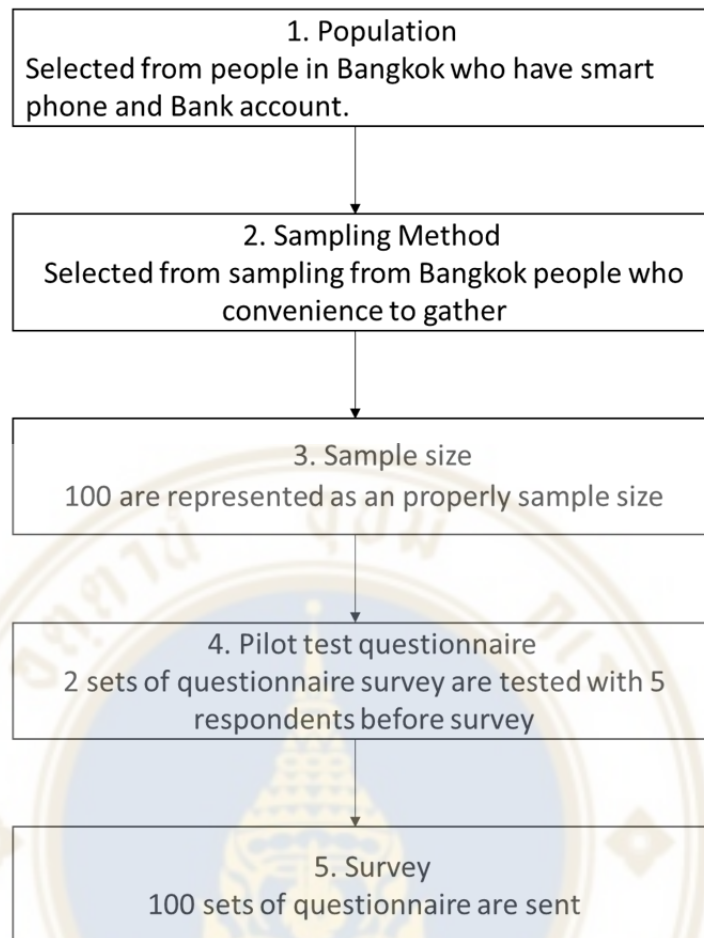 1. Population
Selected from people in Bangkok who have smart
phone and Bank account.
2. Sampling Method
Selected from sampling from Bangkok people who
convenience to gather
3. Sample size
100 are represented as an properly sample size
4. Pilot test questionnaire
2 sets of questionnaire survey are tested with 5
respondents before survey
5. Survey
100 sets of questionnaire are sent